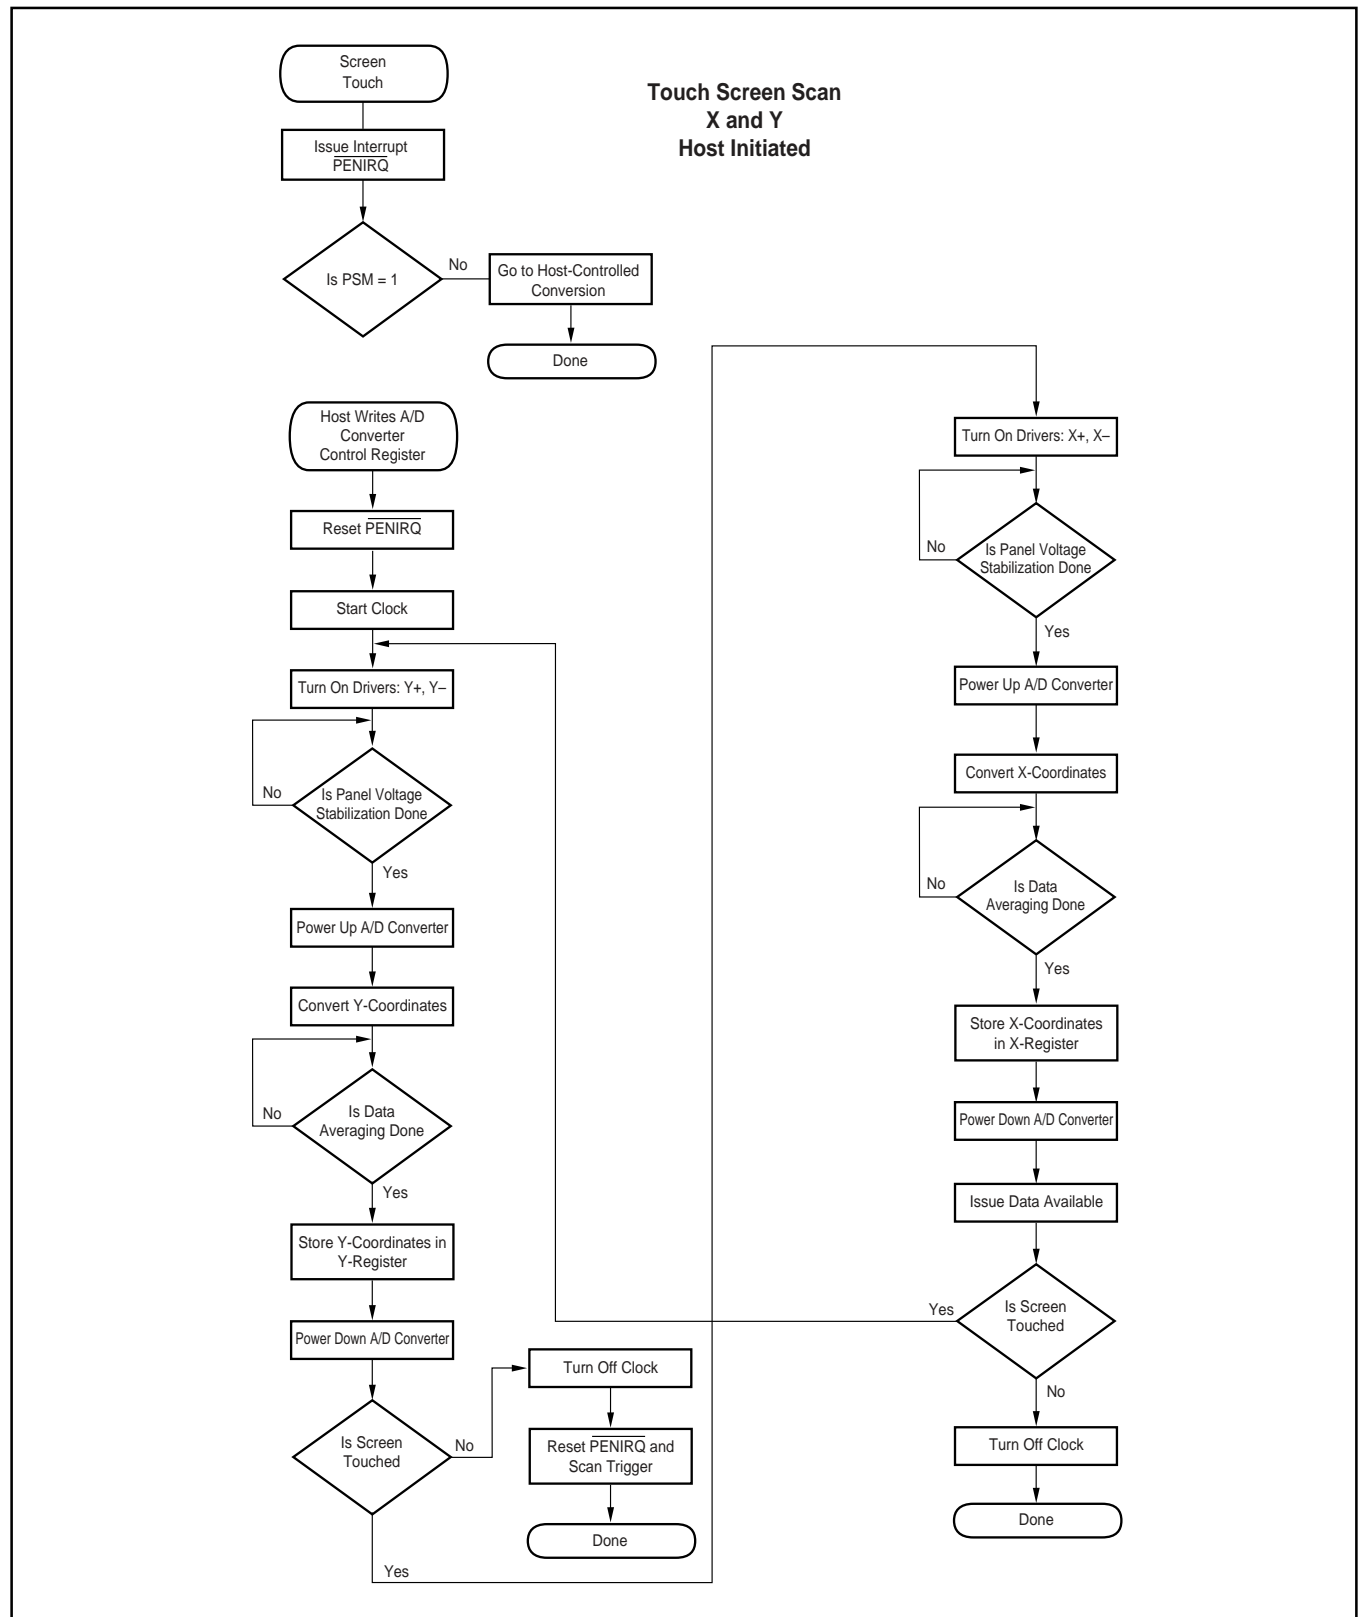 Screen
Touch
Touch Screen Scan
X and Y
Host Initiated
Issue Interrupt
PENIRQ
Is PSM = 1
No
Go to Host-Controlled
Conversion
Done
Host Writes A/D
Converter
Control Register
Reset PENIRQ
Start Clock
Turn On Drivers: Y+, Y–
No
Is Panel Voltage
Stabilization Done
Yes
Power Up A/D Converter
Convert Y-Coordinates
No
Is Data
Averaging Done
Yes
Store Y-Coordinates in
Y-Register
Power Down A/D Converter
Is Screen
Touched
No
Turn Off Clock
Reset PENIRQ and
Scan Trigger
Done
Yes
Turn On Drivers: X+, X–
No
Is Panel Voltage
Stabilization Done
Yes
Power Up A/D Converter
Convert X-Coordinates
No
Is Data
Averaging Done
Yes
Store X-Coordinates
in X-Register
Power Down A/D Converter
Issue Data Available
Yes
Is Screen
Touched
No
Turn Off Clock
Done